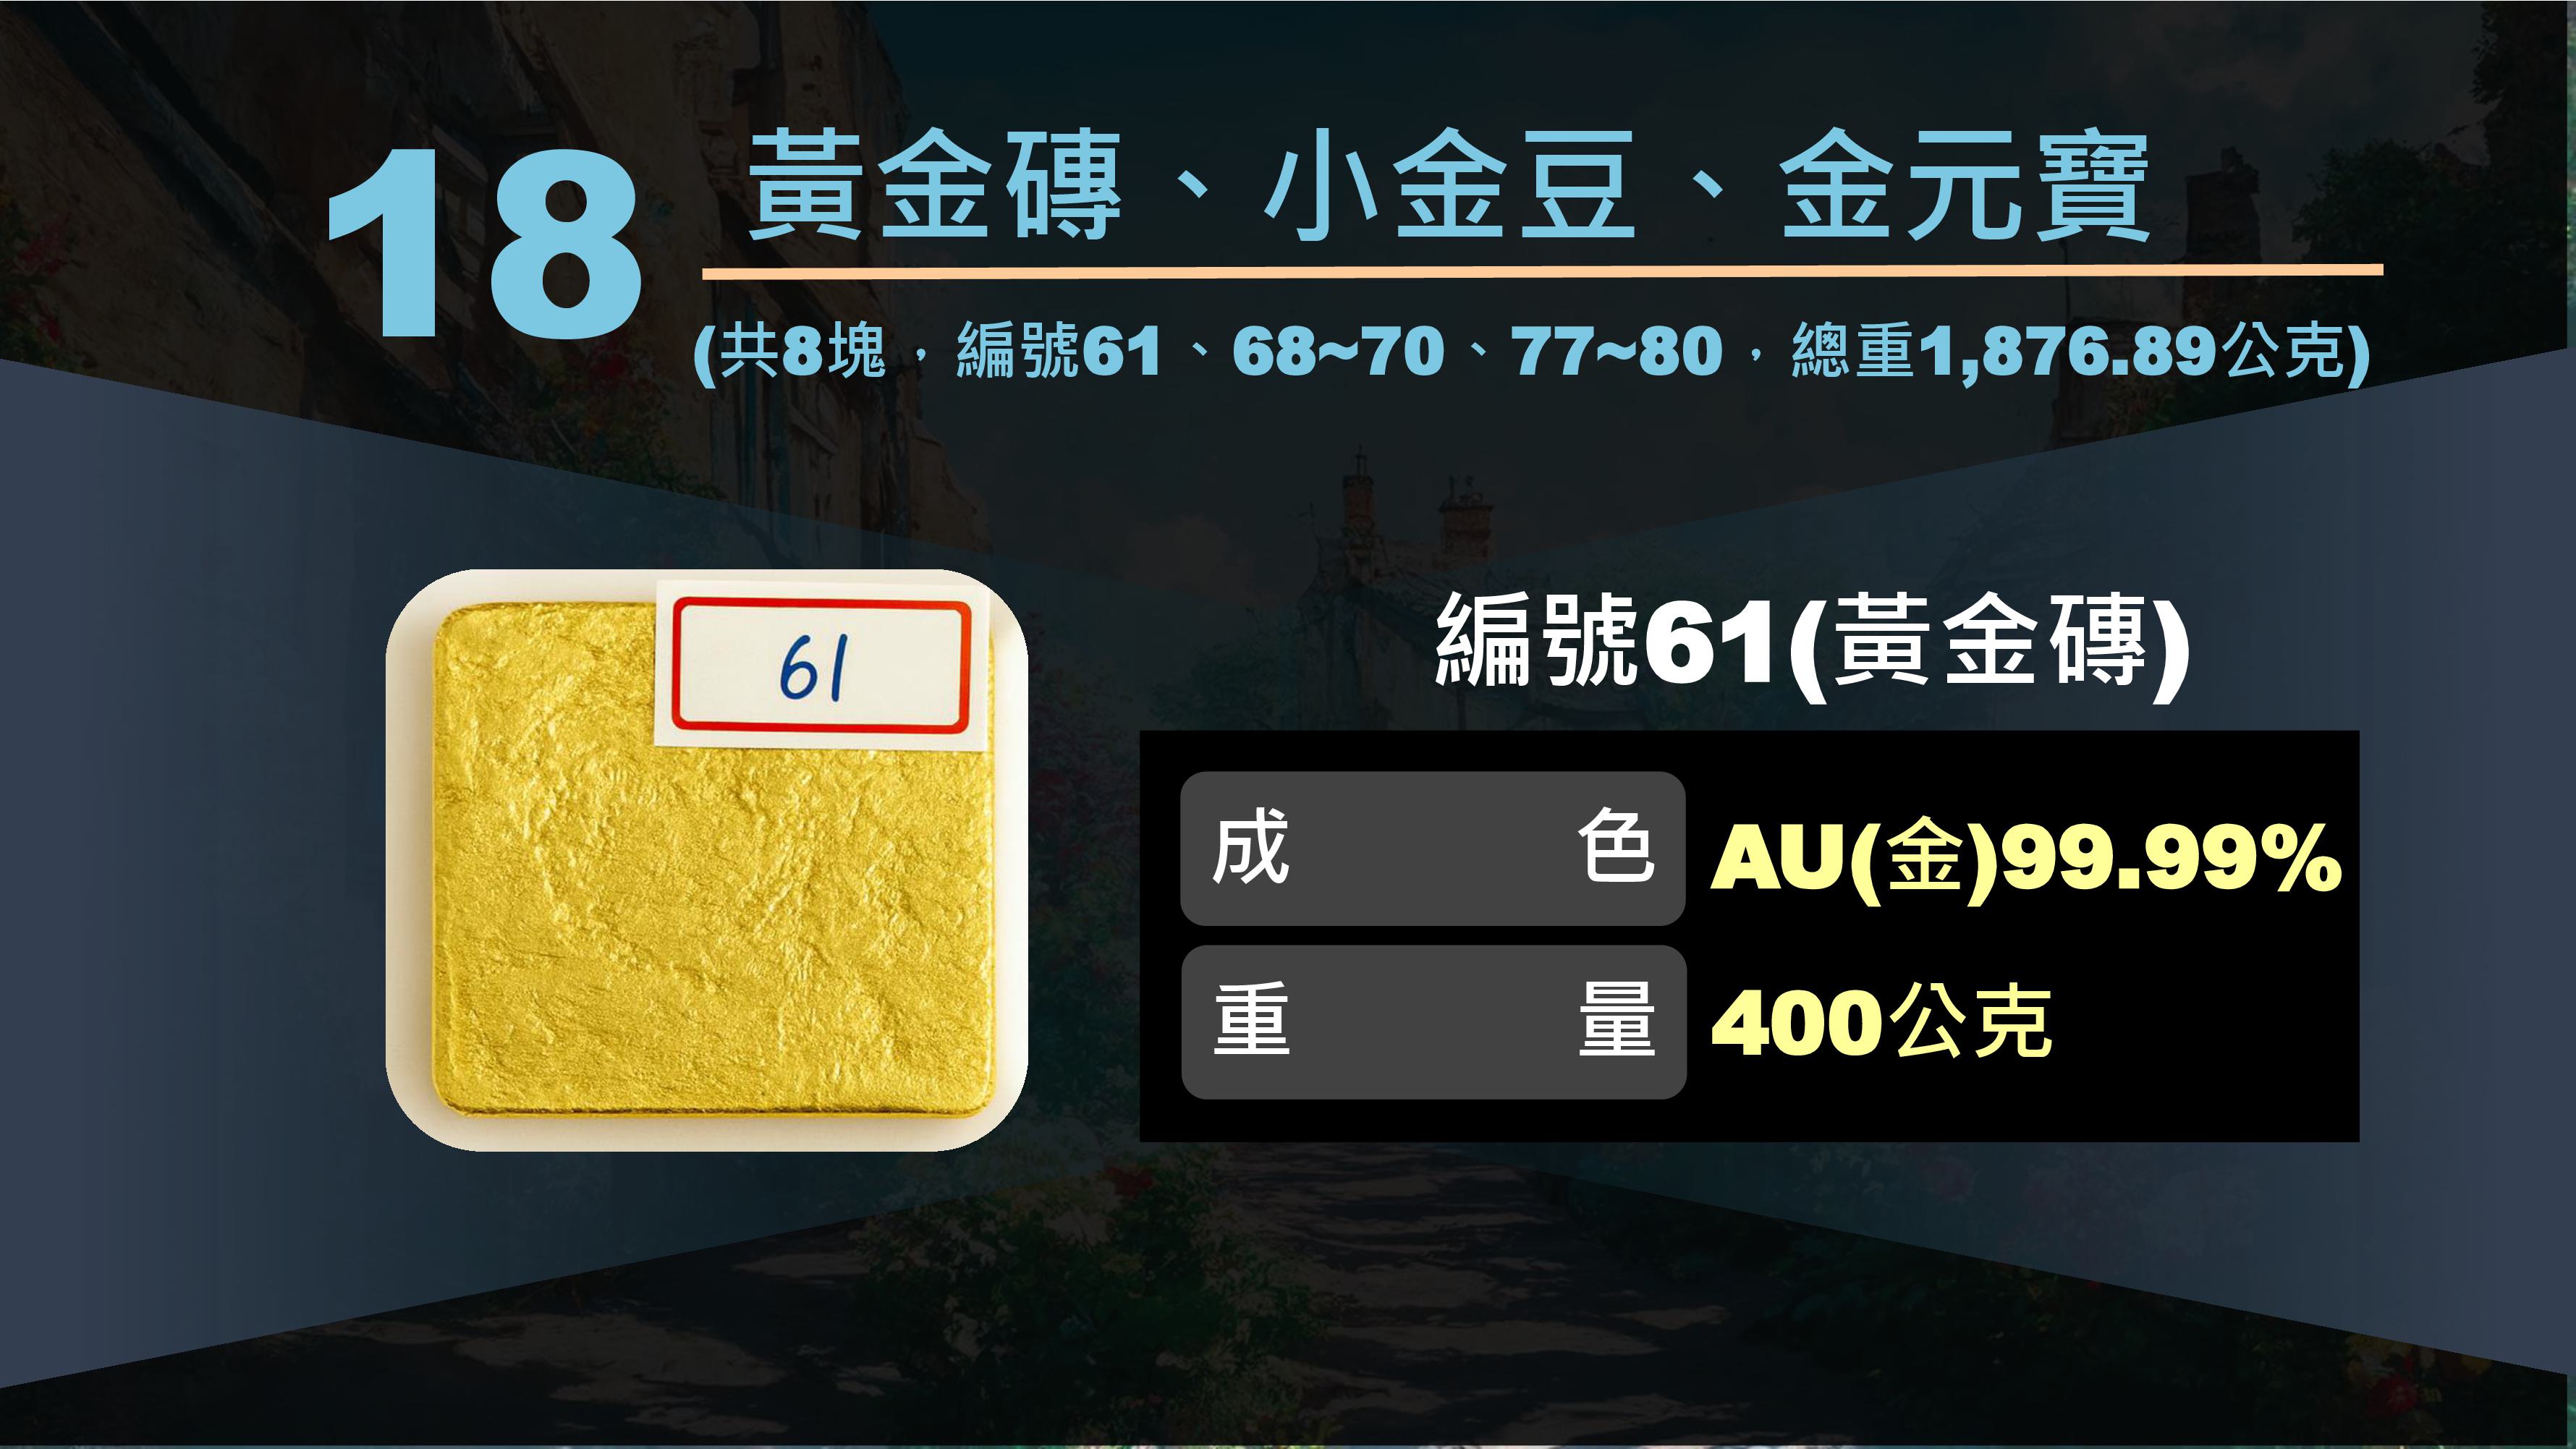 18
黃金磚、小金豆、金元寶
(共8塊，編號61、68~70、77~80，總重1,876.89公克)
61
編號61(黃金磚)
成色 AU(金)99.99%
重量 400公克